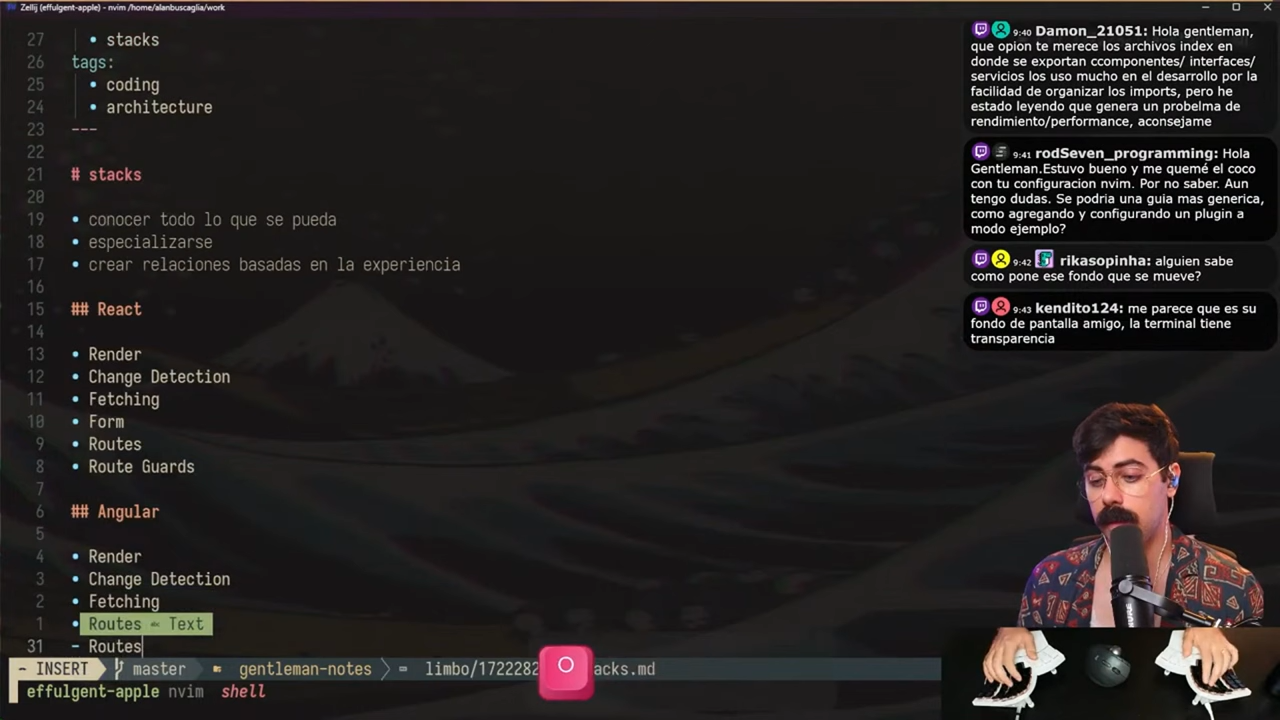 Zellij (effulgent-apple) - nvim /home/alanbuscaglia/work
27 • stacks
26 tags:
25 • coding
24 • architecture
23 ---
22
21 # stacks
20
19 • conocer todo lo que se pueda
18 • especializarse
17 • crear relaciones basadas en la experiencia
16
15 ## React
14
13 • Render
12 • Change Detection
11 • Fetching
10 • Form
9 • Routes
8 • Route Guards
7
6 ## Angular
5
4 • Render
3 • Change Detection
2 • Fetching
1 • Routes Text
31 - Routes
INSERT master gentleman-notes limbo/1722282 acks.md
effulgent-apple nvim shell
O
9:40 Damon_21051: Hola gentleman,
que opion te merece los archivos index en
donde se exportan ccomponentes/ interfaces/
servicios los uso mucho en el desarrollo por la
facilidad de organizar los imports, pero he
estado leyendo que genera un probelma de
rendimiento/performance, aconsejame
9:41 rodSeven_programming: Hola
Gentleman.Estuvo bueno y me quemé el coco
con tu configuracion nvim. Por no saber. Aun
tengo dudas. Se podria una guia mas generica,
como agregando y configurando un plugin a
modo ejemplo?
9:42 rikasopinha: alguien sabe
como pone ese fondo que se mueve?
9:43 kendito124: me parece que es su
fondo de pantalla amigo, la terminal tiene
transparencia